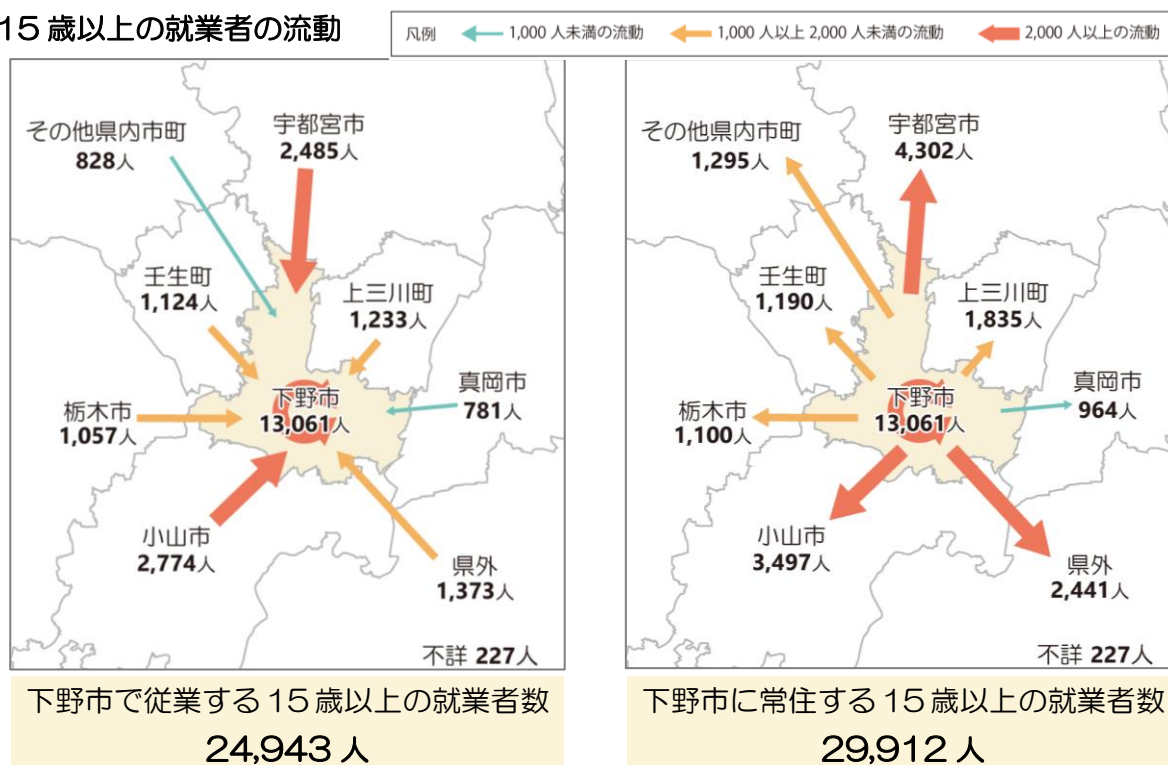 15歳以上の就業者の流動
凡例 1,000人未満の流動 1,000人以上2,000人未満の流動 2,000人以上の流動
その他県内市町
828人
宇都宮市
2,485人
壬生町
1,124人
上三川町
1,233人
真岡市
781人
下野市
13,061人
栃木市
1,057人
小山市
2,774人
県外
1,373人
不詳 227人
下野市で従業する15歳以上の就業者数
24,943人
その他県内市町
1,295人
宇都宮市
4,302人
壬生町
1,190人
上三川町
1,835人
真岡市
964人
下野市
13,061人
栃木市
1,100人
小山市
3,497人
県外
2,441人
不詳 227人
下野市に常住する15歳以上の就業者数
29,912人